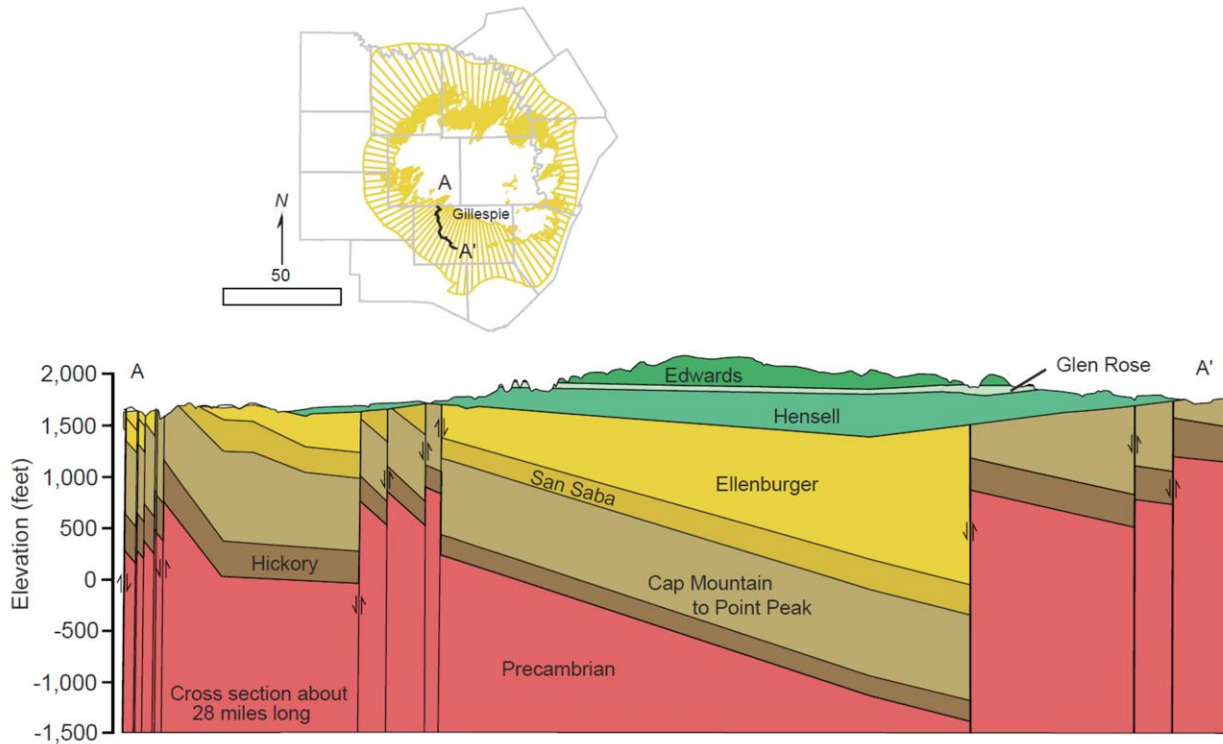 A
N
Gillespie
A'
50
2,000
A
Glen Rose
A'
Edwards
1,500
Hensell
1,000
San Saba
Ellenburger
Elevation (feet)
500
Hickory
0
Cap Mountain
to Point Peak
-500
-1,000
Precambrian
Cross section about
28 miles long
-1,500